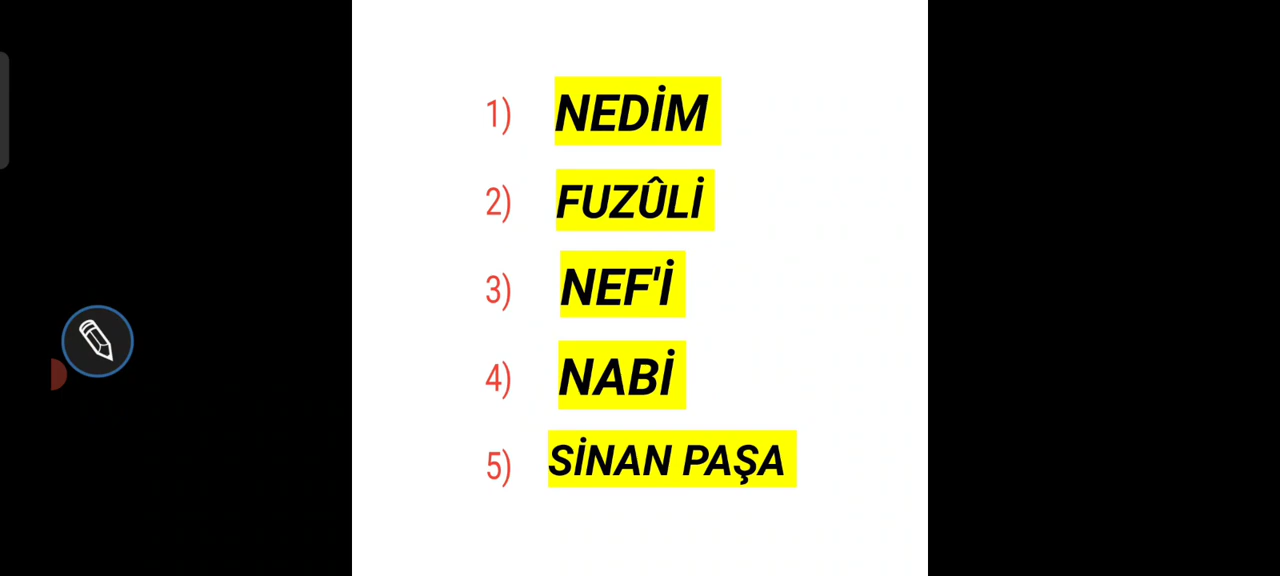 1) NEDİM
2) FUZÛLİ
3) NEF'İ
4) NABİ
5) SİNAN PAŞA